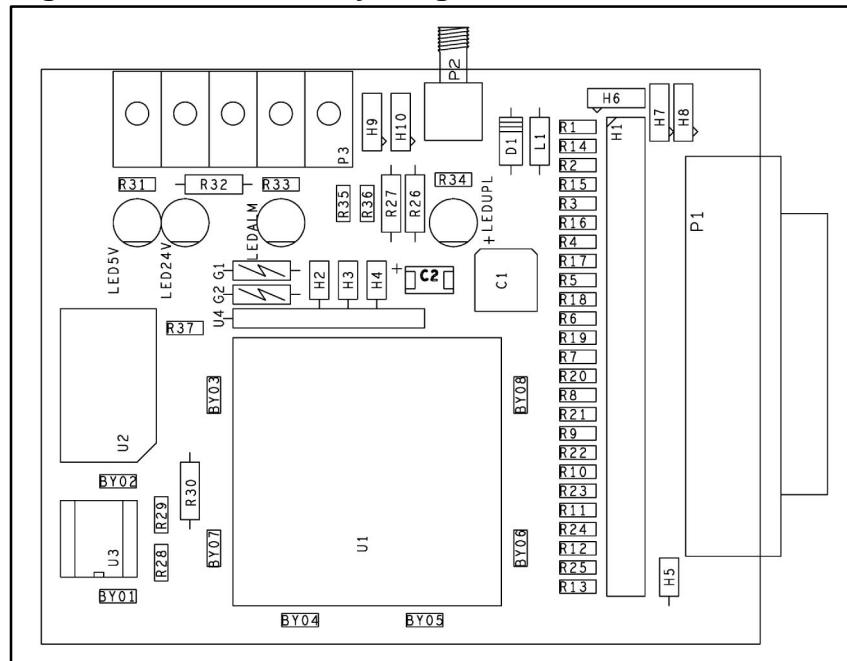 P2
H6
H9
H10
H7
H8
P3
D1
L1
H1
R1
R14
R31
R32
R33
R35
R36
R27
R26
R34
R2
R15
R3
R16
P1
LED5V
LED24V
LEDALM
+LEDUPL
R4
R17
G1
G2
U4
H2
H3
H4
+
C2
C1
R5
R18
R6
R37
R19
R7
BY03
BY08
R20
R8
R21
U2
R9
BY02
R30
R22
R10
R23
R29
R11
U3
R28
BY07
U1
BY06
R24
R12
R25
R13
H5
BY01
BY04
BY05